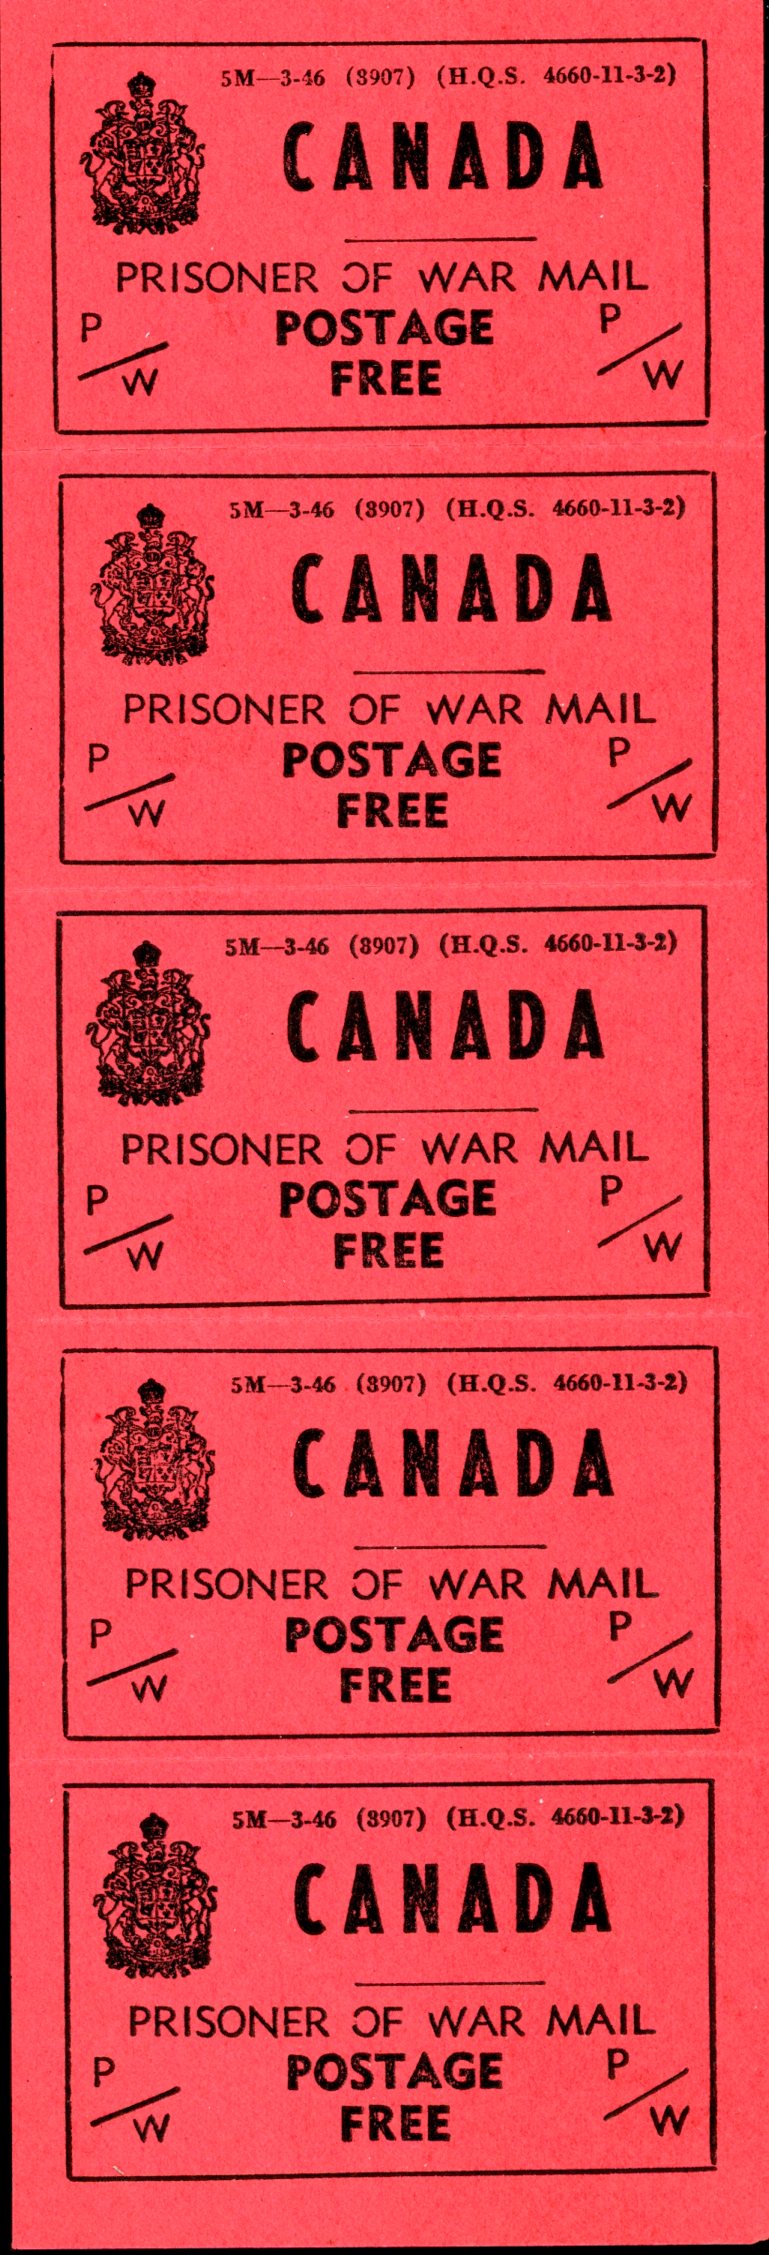 5M—3-46 (8907) (H.Q.S. 4660-11-3-2)
CANADA
PRISONER OF WAR MAIL
P/W POSTAGE P/W
FREE
5M—3-46 (8907) (H.Q.S. 4660-11-3-2)
CANADA
PRISONER OF WAR MAIL
P/W POSTAGE P/W
FREE
5M—3-46 (8907) (H.Q.S. 4660-11-3-2)
CANADA
PRISONER OF WAR MAIL
P/W POSTAGE P/W
FREE
5M—3-46 (8907) (H.Q.S. 4660-11-3-2)
CANADA
PRISONER OF WAR MAIL
P/W POSTAGE P/W
FREE
5M—3-46 (8907) (H.Q.S. 4660-11-3-2)
CANADA
PRISONER OF WAR MAIL
P/W POSTAGE P/W
FREE